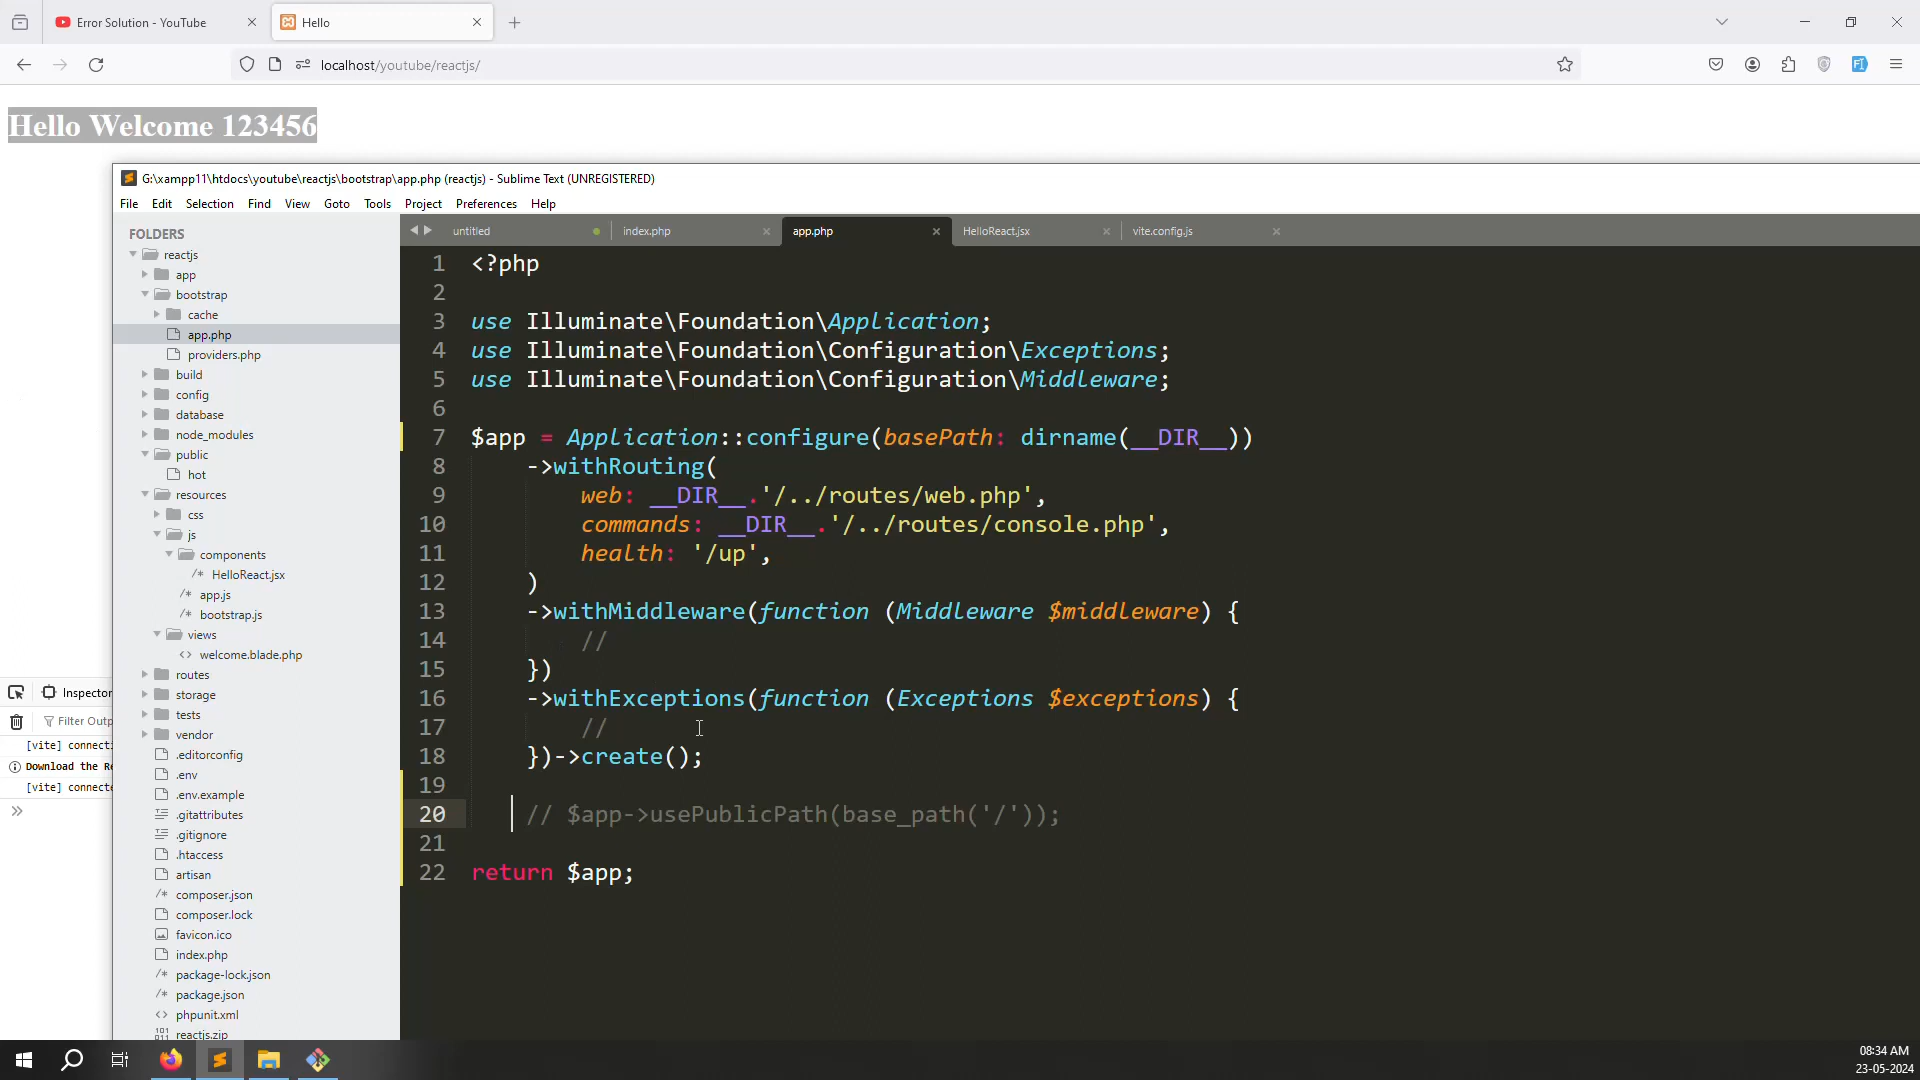 Error Solution - YouTube
Hello
localhost/youtube/reactjs/
Hello Welcome 123456
G:\xampp11\htdocs\youtube\reactjs\bootstrap\app.php (reactjs) - Sublime Text (UNREGISTERED)
File Edit Selection Find View Goto Tools Project Preferences Help
FOLDERS
reactjs
app
bootstrap
cache
app.php
providers.php
build
config
database
node_modules
public
hot
resources
css
js
components
HelloReact.jsx
app.js
bootstrap.js
views
welcome.blade.php
routes
storage
tests
vendor
.editorconfig
.env
.env.example
.gitattributes
.gitignore
.htaccess
artisan
composer.json
composer.lock
favicon.ico
index.php
package-lock.json
package.json
phpunit.xml
reactjs.zip
untitled index.php app.php HelloReact.jsx vite.config.js
1 <?php
2
3 use Illuminate\Foundation\Application;
4 use Illuminate\Foundation\Configuration\Exceptions;
5 use Illuminate\Foundation\Configuration\Middleware;
6
7 $app = Application::configure(basePath: dirname(__DIR__))
8 ->withRouting(
9 web: __DIR__.'/../routes/web.php',
10 commands: __DIR__.'/../routes/console.php',
11 health: '/up',
12 )
13 ->withMiddleware(function (Middleware $middleware) {
14 //
15 })
16 ->withExceptions(function (Exceptions $exceptions) {
17 //
18 })->create();
19
20 // $app->usePublicPath(base_path('/'));
21
22 return $app;
Inspector
Filter Outp
[vite] connecti
Download the Re
[vite] connecte
08:34 AM
23-05-2024